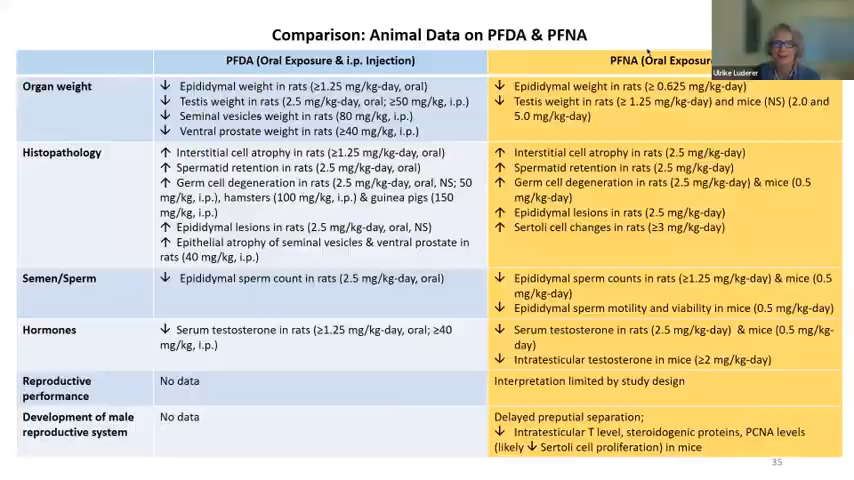 Comparison: Animal Data on PFDA & PFNA
PFDA (Oral Exposure & i.p. Injection)
PFNA (Oral Exposure
Ulrike Luderer
Organ weight
↓ Epididymal weight in rats (≥1.25 mg/kg-day, oral)
↓ Testis weight in rats (2.5 mg/kg-day, oral; ≥50 mg/kg, i.p.)
↓ Seminal vesicles weight in rats (80 mg/kg, i.p.)
↓ Ventral prostate weight in rats (≥40 mg/kg, i.p.)
↓ Epididymal weight in rats (≥ 0.625 mg/kg-day)
↓ Testis weight in rats (≥ 1.25 mg/kg-day) and mice (NS) (2.0 and
5.0 mg/kg-day)
Histopathology
↑ Interstitial cell atrophy in rats (≥1.25 mg/kg-day, oral)
↑ Spermatid retention in rats (2.5 mg/kg-day, oral)
↑ Germ cell degeneration in rats (2.5 mg/kg-day, oral, NS; 50
mg/kg, i.p.), hamsters (100 mg/kg, i.p.) & guinea pigs (150
mg/kg, i.p.)
↑ Epididymal lesions in rats (2.5 mg/kg-day, oral, NS)
↑ Epithelial atrophy of seminal vesicles & ventral prostate in
rats (40 mg/kg, i.p.)
↑ Interstitial cell atrophy in rats (2.5 mg/kg-day)
↑ Spermatid retention in rats (2.5 mg/kg-day)
↑ Germ cell degeneration in rats (2.5 mg/kg-day) & mice (0.5
mg/kg-day)
↑ Epididymal lesions in rats (2.5 mg/kg-day)
↑ Sertoli cell changes in rats (≥3 mg/kg-day)
Semen/Sperm
↓ Epididymal sperm count in rats (2.5 mg/kg-day, oral)
↓ Epididymal sperm counts in rats (≥1.25 mg/kg-day) & mice (0.5
mg/kg-day)
↓ Epididymal sperm motility and viability in mice (0.5 mg/kg-day)
Hormones
↓ Serum testosterone in rats (≥1.25 mg/kg-day, oral; ≥40
mg/kg, i.p.)
↓ Serum testosterone in rats (2.5 mg/kg-day) & mice (0.5 mg/kg-
day)
↓ Intratesticular testosterone in mice (≥2 mg/kg-day)
Reproductive
performance
No data
Interpretation limited by study design
Development of male
reproductive system
No data
Delayed preputial separation;
↓ Intratesticular T level, steroidogenic proteins, PCNA levels
(likely ↓ Sertoli cell proliferation) in mice
35